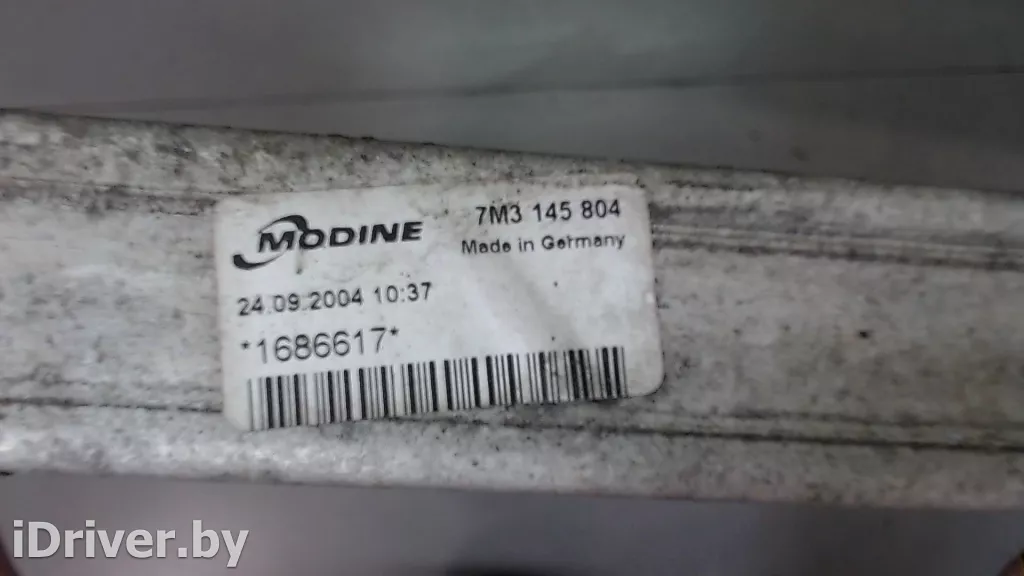 MODINE
7M3 145 804
Made in Germany
24.09.2004 10:37
*1686617*
iDriver.by